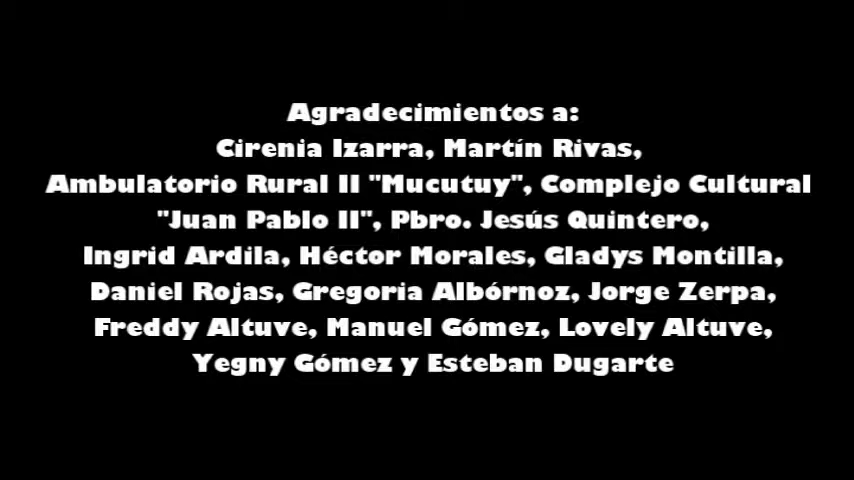 Agradecimientos a:
Cirenia Izarra, Martín Rivas,
Ambulatorio Rural II "Mucutuy", Complejo Cultural
"Juan Pablo II", Pbro. Jesús Quintero,
Ingrid Ardila, Héctor Morales, Gladys Montilla,
Daniel Rojas, Gregoria Albórnoz, Jorge Zerpa,
Freddy Altuve, Manuel Gómez, Lovely Altuve,
Yegny Gómez y Esteban Dugarte